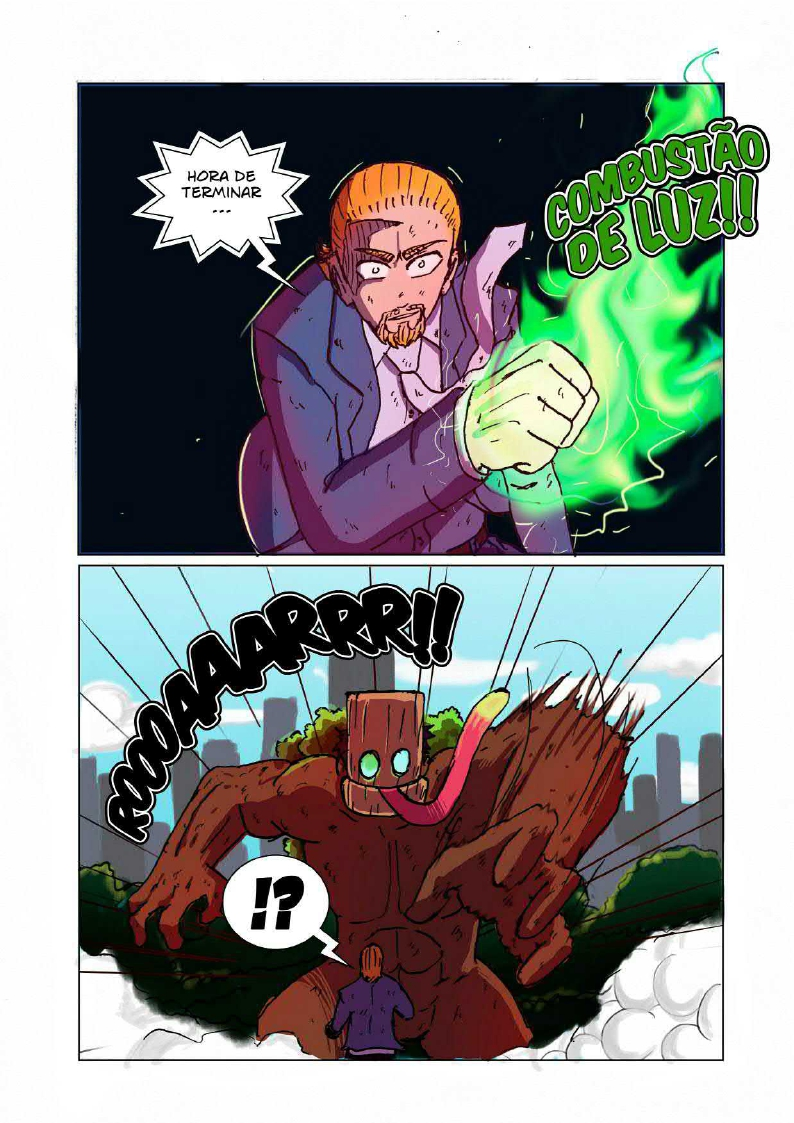 HORA DE
TERMINAR
...
COMBUSTÃO
DE LUZ!!
ROOOAAAARRR!!
!?